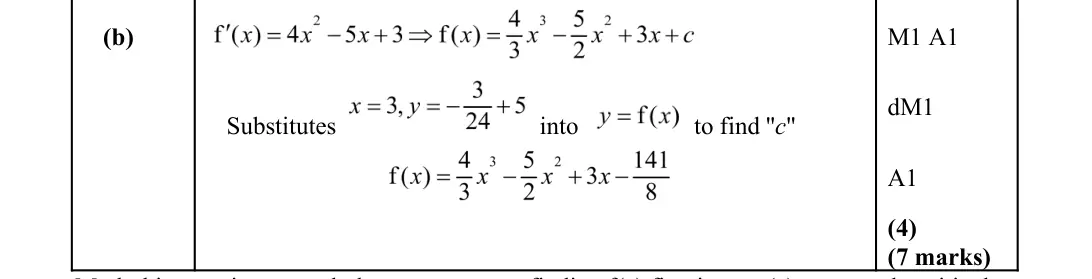 (b) f′(x) = 4x² − 5x + 3 ⇒ f(x) = 4/3 x³ − 5/2 x² + 3x + c M1 A1
Substitutes x = 3, y = −3/24 + 5 into y = f(x) to find "c" dM1
f(x) = 4/3 x³ − 5/2 x² + 3x − 141/8 A1
(4)
(7 marks)